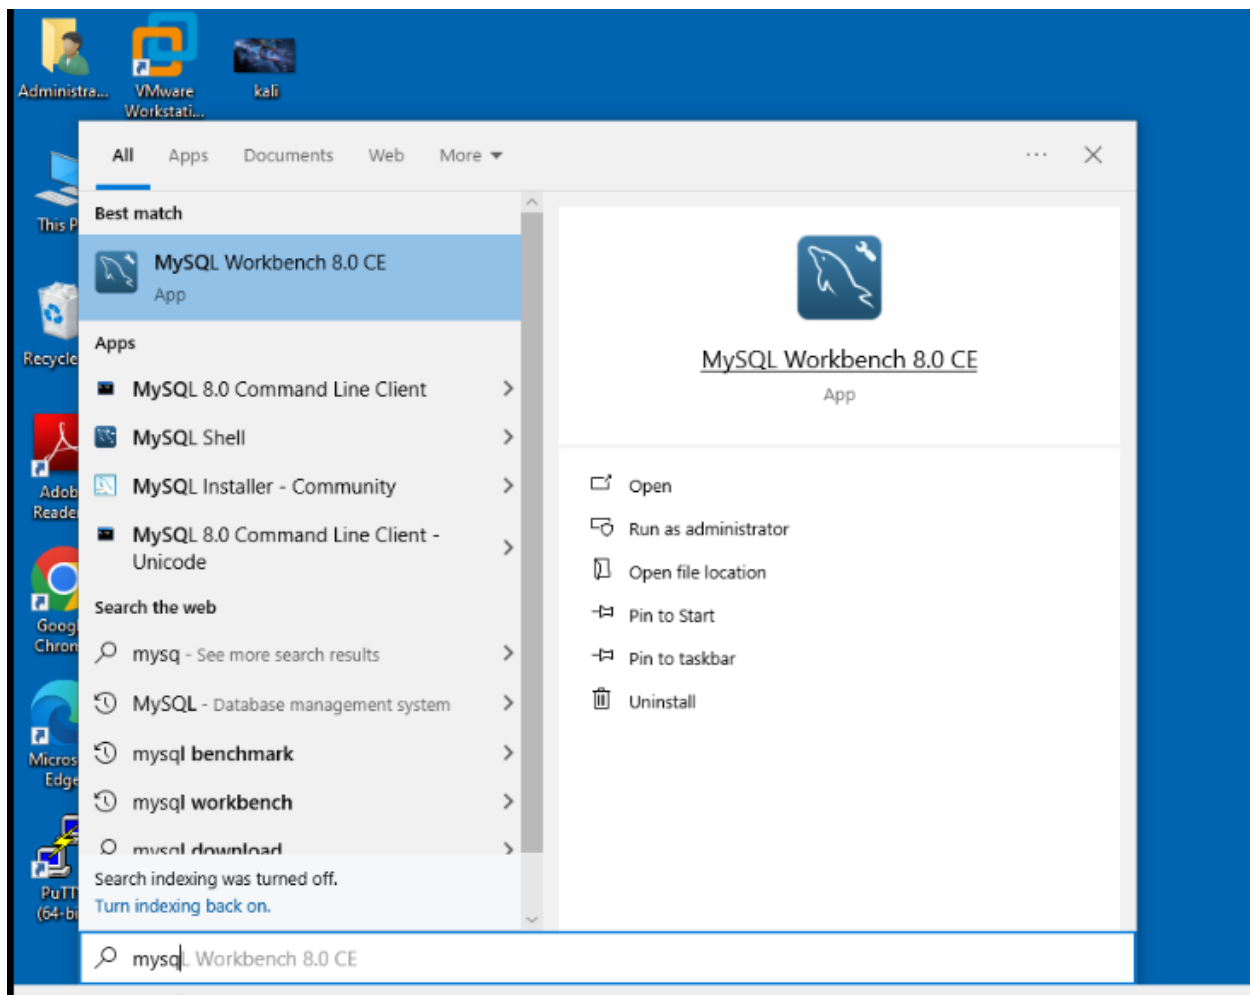 Administra...
VMware
Workstati...
kali
This P
Recycle
Adob
Reade
Googl
Chrom
Micros
Edge
PuTT
(64-bi
All Apps Documents Web More
Best match
MySQL Workbench 8.0 CE
App
Apps
MySQL 8.0 Command Line Client
MySQL Shell
MySQL Installer - Community
MySQL 8.0 Command Line Client -
Unicode
Search the web
mysq - See more search results
MySQL - Database management system
mysql benchmark
mysql workbench
mysql download
Search indexing was turned off.
Turn indexing back on.
MySQL Workbench 8.0 CE
App
Open
Run as administrator
Open file location
Pin to Start
Pin to taskbar
Uninstall
mysqL Workbench 8.0 CE